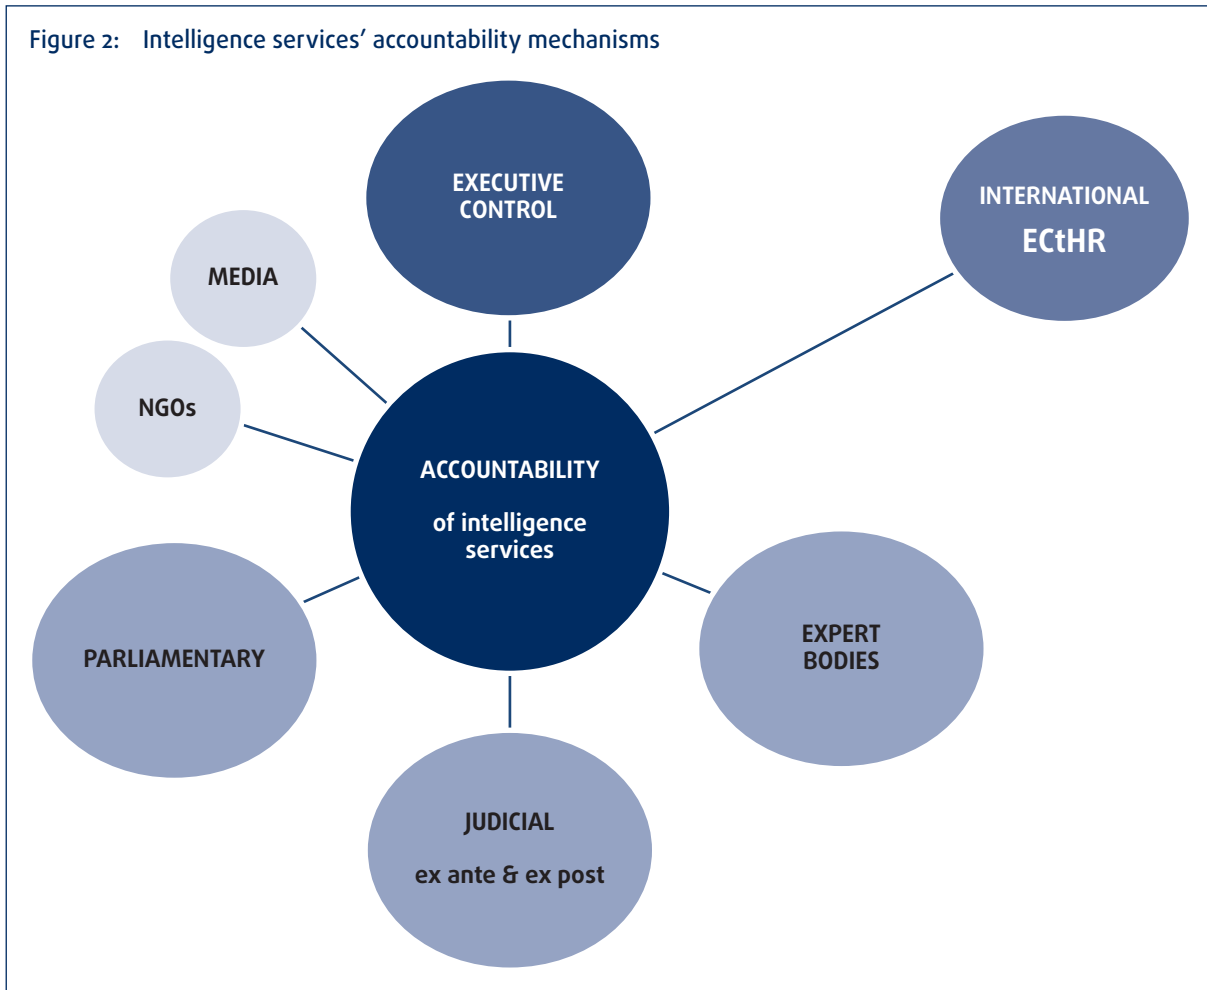 Figure 2: Intelligence services’ accountability mechanisms
EXECUTIVE
CONTROL
INTERNATIONAL
ECtHR
MEDIA
NGOs
ACCOUNTABILITY
of intelligence
services
PARLIAMENTARY
EXPERT
BODIES
JUDICIAL
ex ante & ex post